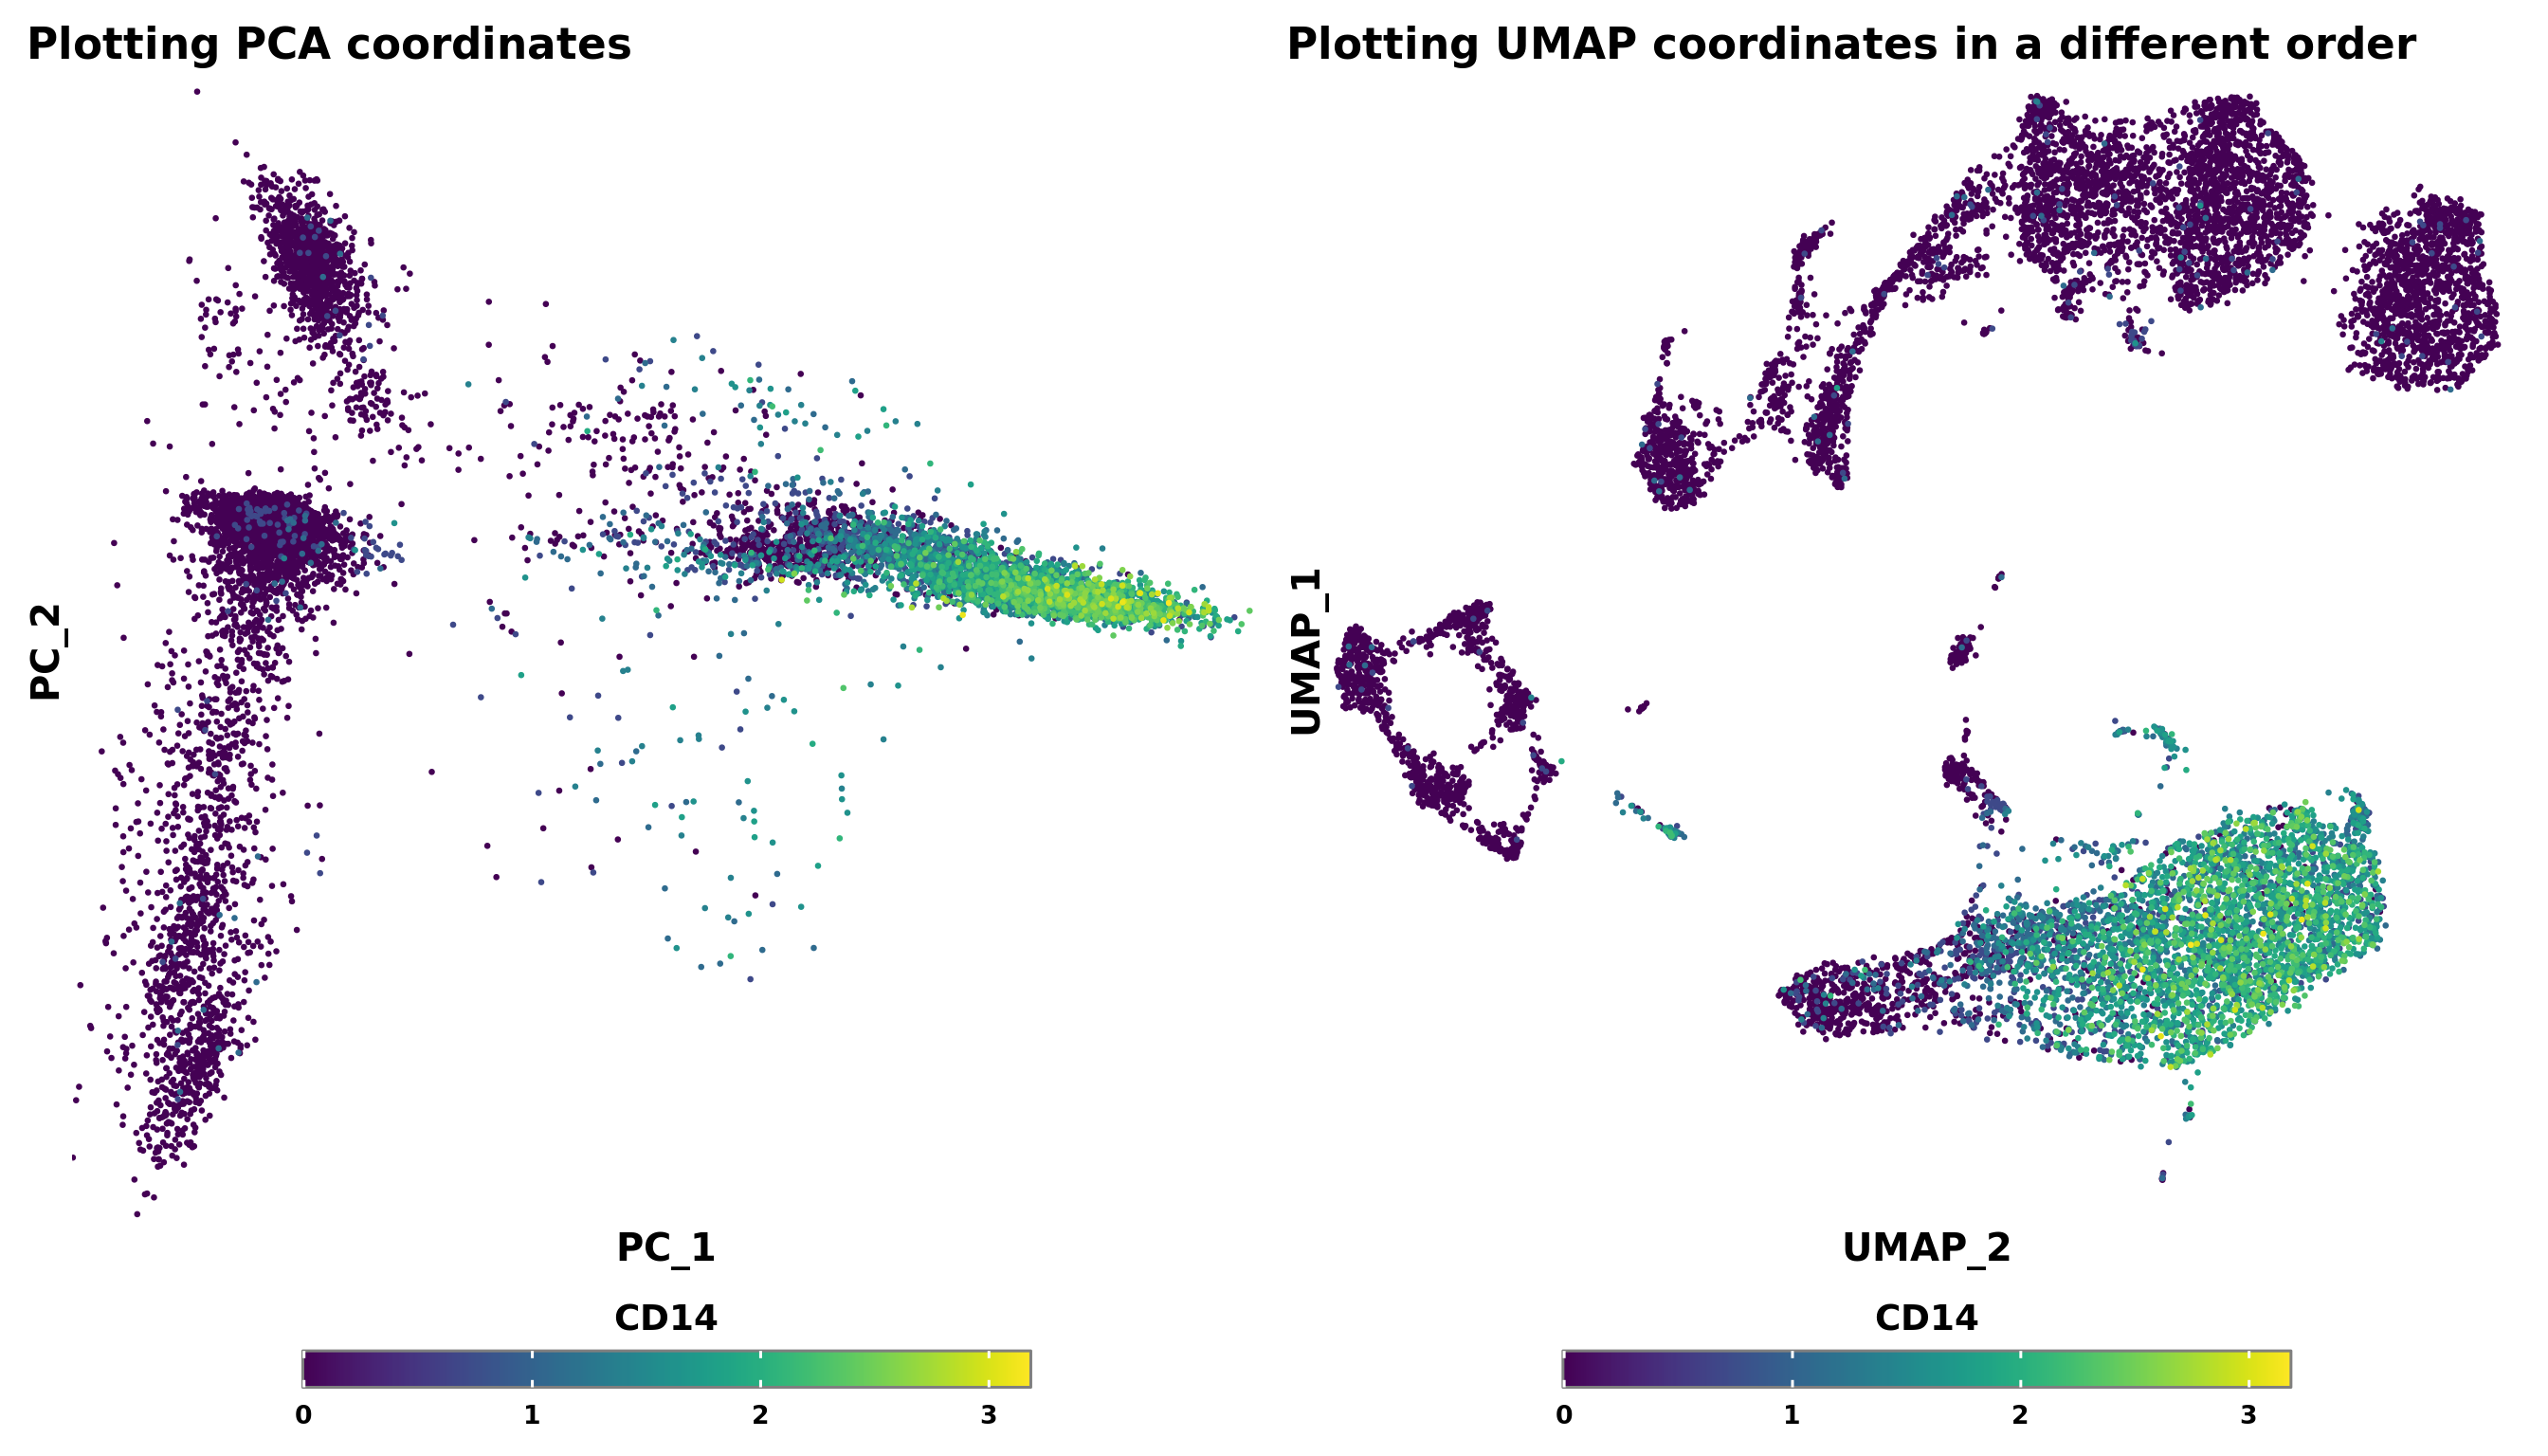 Plotting PCA coordinates
PC_2
PC_1
CD14
0 1 2 3
Plotting UMAP coordinates in a different order
UMAP_1
UMAP_2
CD14
0 1 2 3